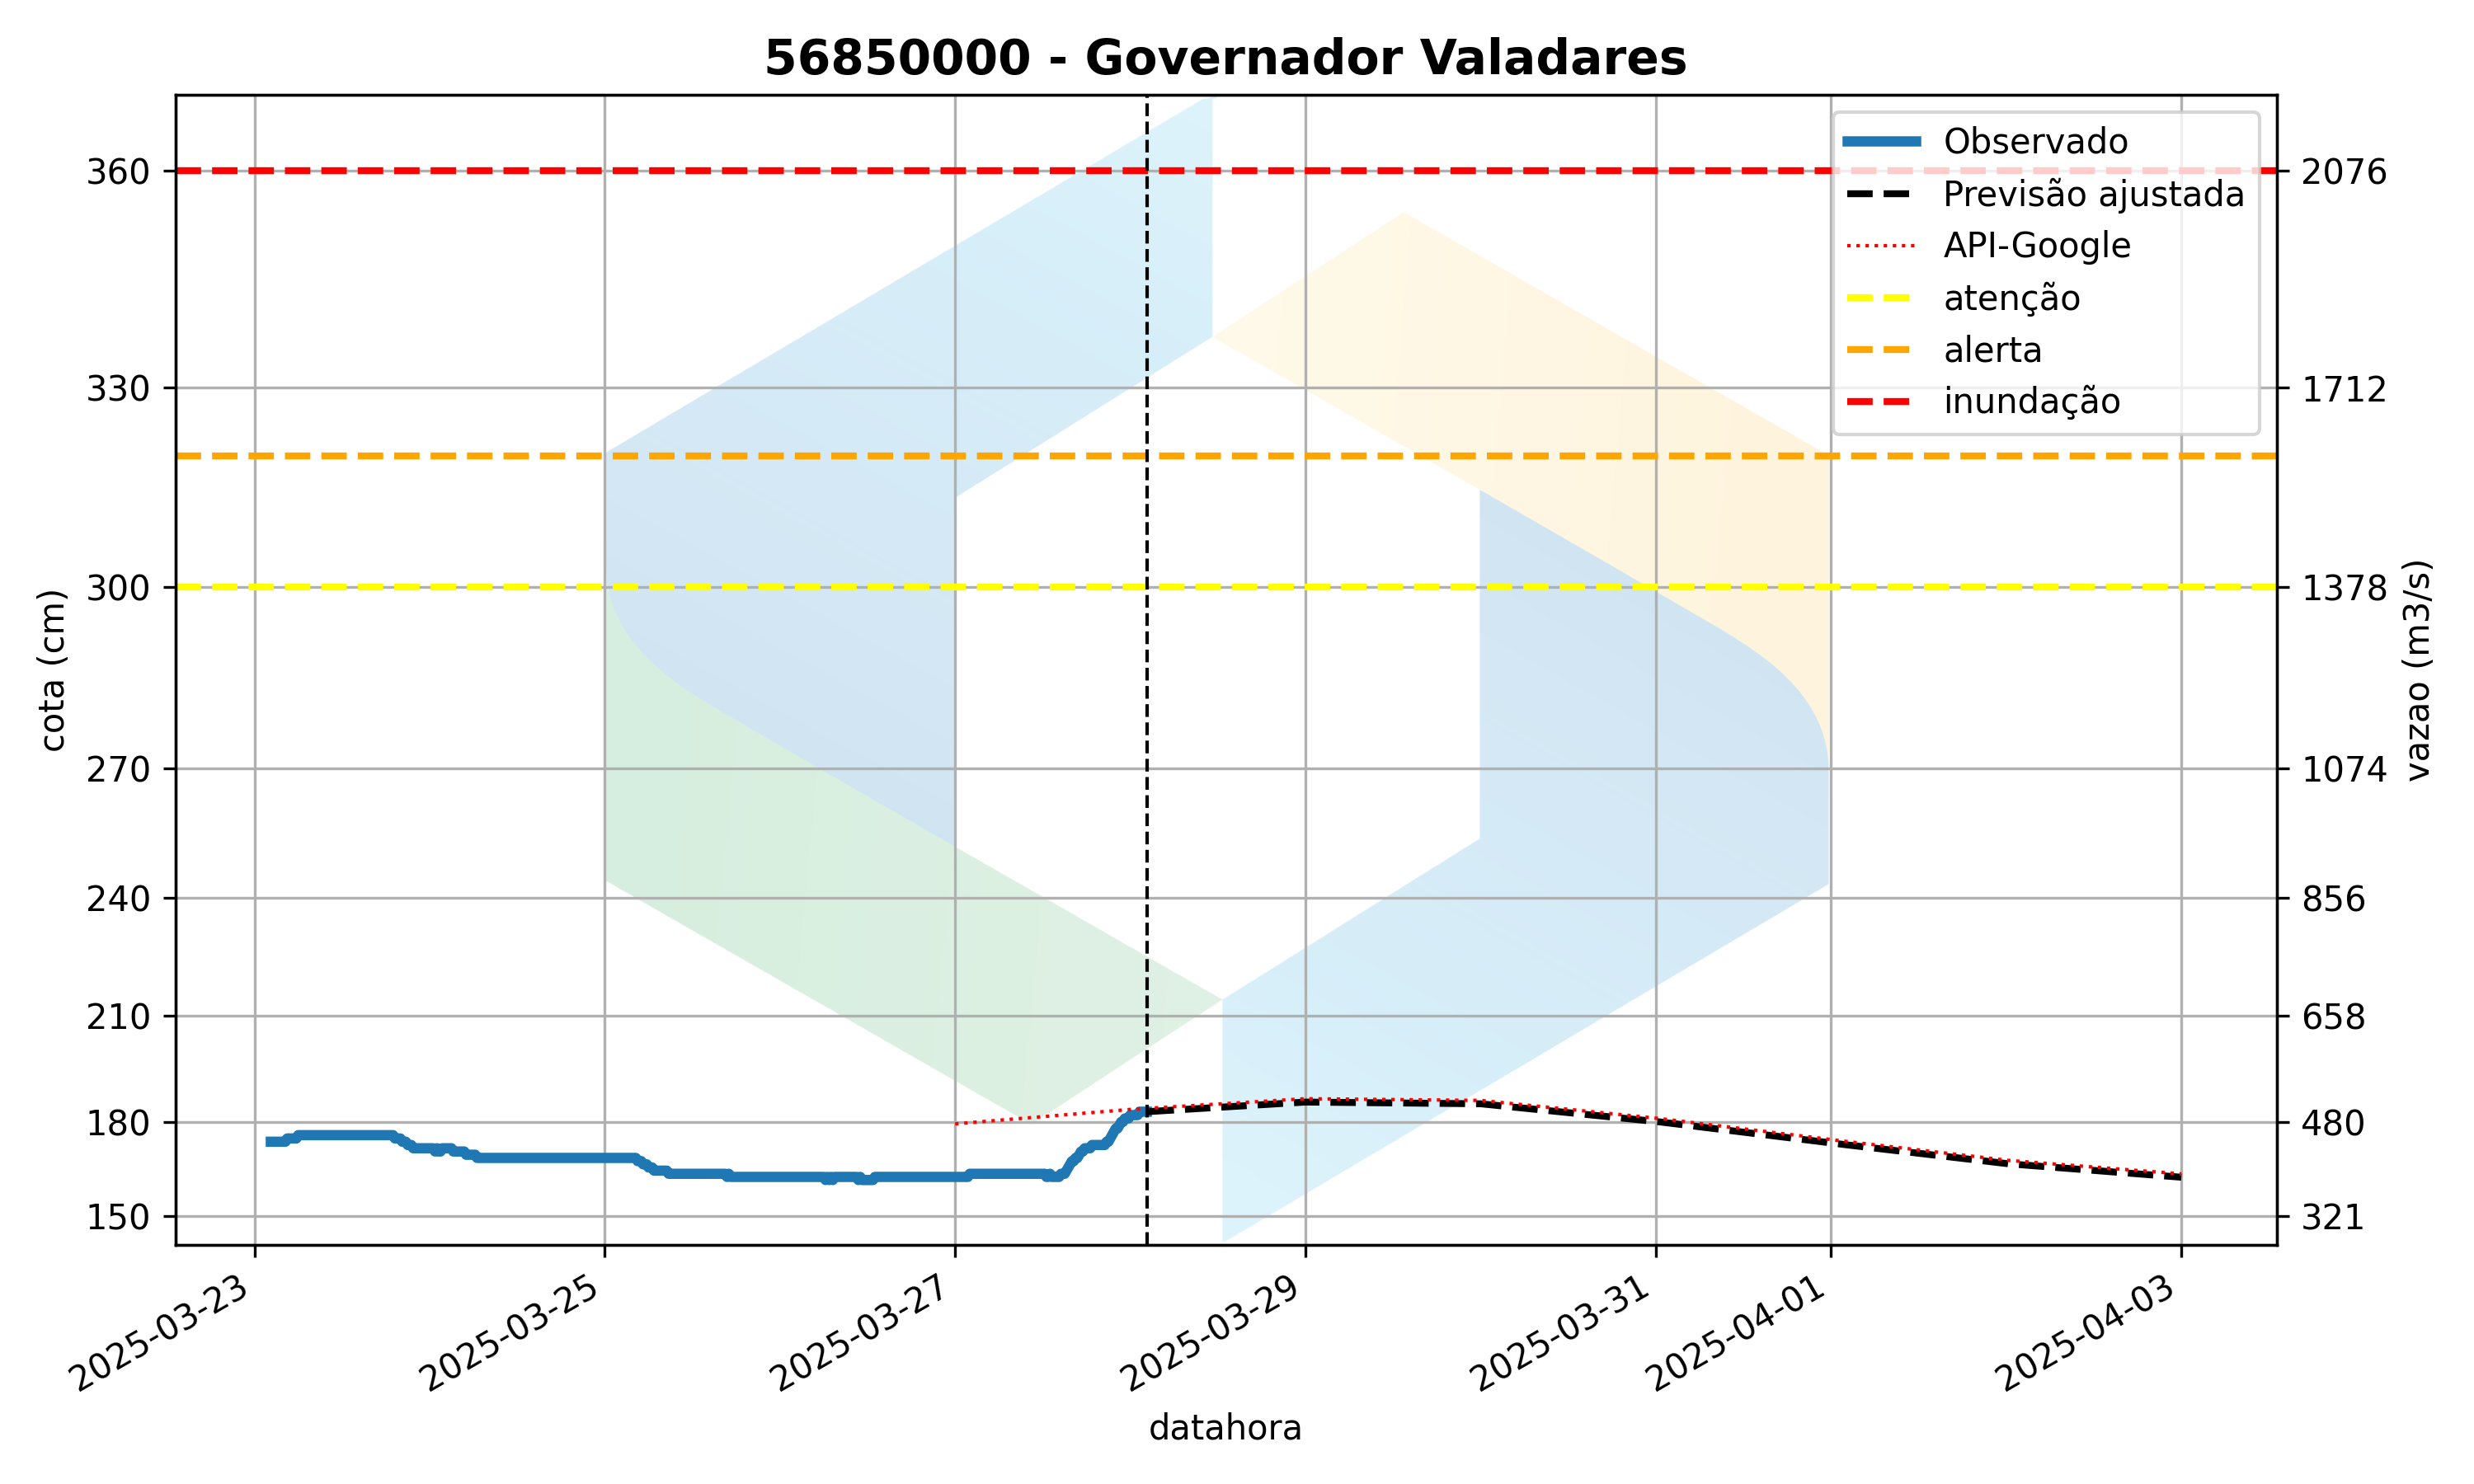 56850000 - Governador Valadares
Observado
Previsão ajustada
API-Google
atenção
alerta
inundação
360
330
300
270
240
210
180
150
cota (cm)
2076
1712
1378
1074
856
658
480
321
vazao (m3/s)
2025-03-23
2025-03-25
2025-03-27
2025-03-29
2025-03-31
2025-04-01
2025-04-03
datahora